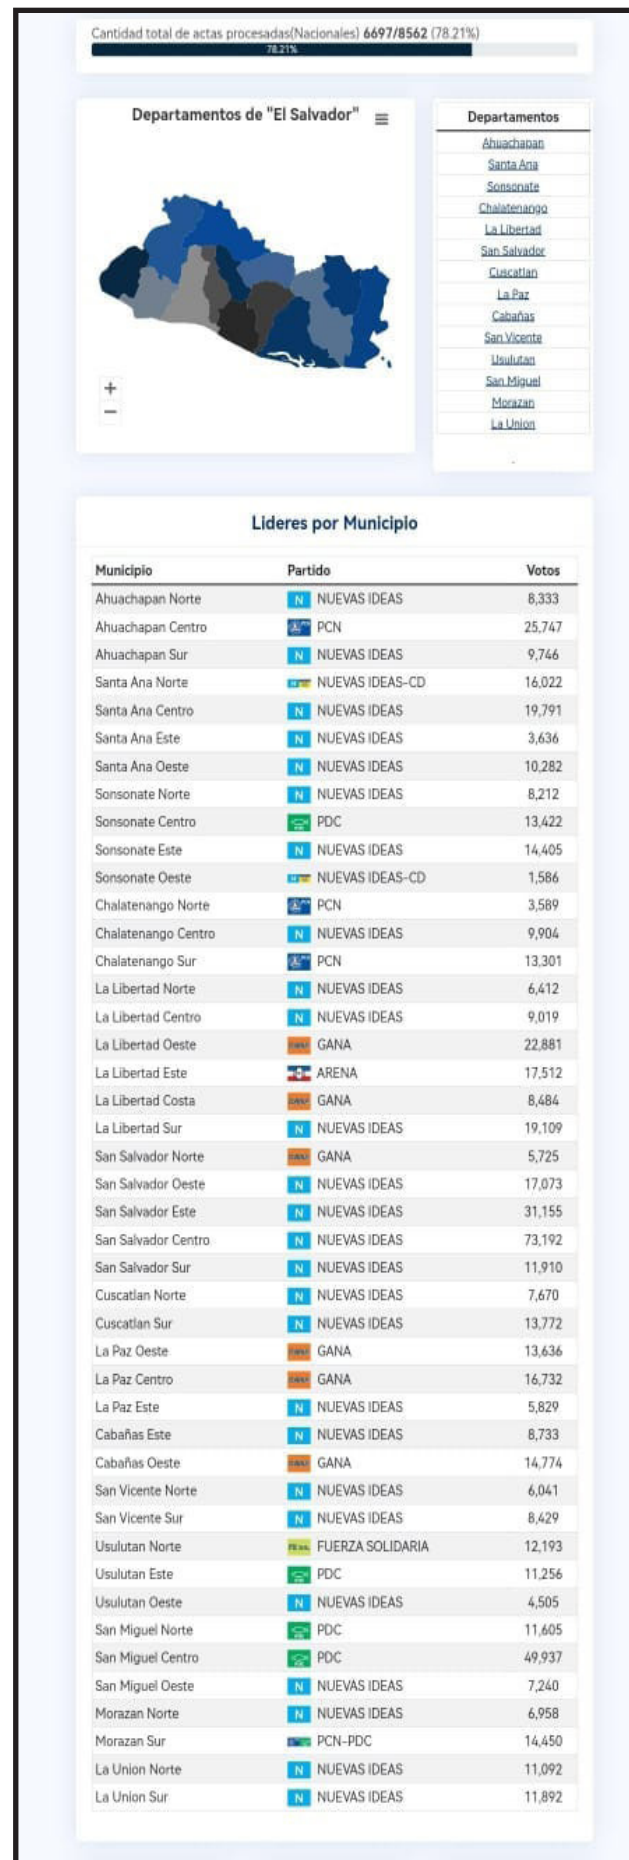 Cantidad total de actas procesadas(Nacionales) 6697/8562 (78.21%)
78.21%
Departamentos de "El Salvador"
+
−
Departamentos
Ahuachapan
Santa Ana
Sonsonate
Chalatenango
La Libertad
San Salvador
Cuscatlan
La Paz
Cabañas
San Vicente
Usulutan
San Miguel
Morazan
La Union
Lideres por Municipio
Municipio Partido Votos
Ahuachapan Norte N NUEVAS IDEAS 8,333
Ahuachapan Centro PCN 25,747
Ahuachapan Sur N NUEVAS IDEAS 9,746
Santa Ana Norte NUEVAS IDEAS-CD 16,022
Santa Ana Centro N NUEVAS IDEAS 19,791
Santa Ana Este N NUEVAS IDEAS 3,636
Santa Ana Oeste N NUEVAS IDEAS 10,282
Sonsonate Norte N NUEVAS IDEAS 8,212
Sonsonate Centro PDC 13,422
Sonsonate Este N NUEVAS IDEAS 14,405
Sonsonate Oeste NUEVAS IDEAS-CD 1,586
Chalatenango Norte PCN 3,589
Chalatenango Centro N NUEVAS IDEAS 9,904
Chalatenango Sur PCN 13,301
La Libertad Norte N NUEVAS IDEAS 6,412
La Libertad Centro N NUEVAS IDEAS 9,019
La Libertad Oeste GANA 22,881
La Libertad Este ARENA 17,512
La Libertad Costa GANA 8,484
La Libertad Sur N NUEVAS IDEAS 19,109
San Salvador Norte GANA 5,725
San Salvador Oeste N NUEVAS IDEAS 17,073
San Salvador Este N NUEVAS IDEAS 31,155
San Salvador Centro N NUEVAS IDEAS 73,192
San Salvador Sur N NUEVAS IDEAS 11,910
Cuscatlan Norte N NUEVAS IDEAS 7,670
Cuscatlan Sur N NUEVAS IDEAS 13,772
La Paz Oeste GANA 13,636
La Paz Centro GANA 16,732
La Paz Este N NUEVAS IDEAS 5,829
Cabañas Este N NUEVAS IDEAS 8,733
Cabañas Oeste GANA 14,774
San Vicente Norte N NUEVAS IDEAS 6,041
San Vicente Sur N NUEVAS IDEAS 8,429
Usulutan Norte FUERZA SOLIDARIA 12,193
Usulutan Este PDC 11,256
Usulutan Oeste N NUEVAS IDEAS 4,505
San Miguel Norte PDC 11,605
San Miguel Centro PDC 49,937
San Miguel Oeste N NUEVAS IDEAS 7,240
Morazan Norte N NUEVAS IDEAS 6,958
Morazan Sur PCN-PDC 14,450
La Union Norte N NUEVAS IDEAS 11,092
La Union Sur N NUEVAS IDEAS 11,892